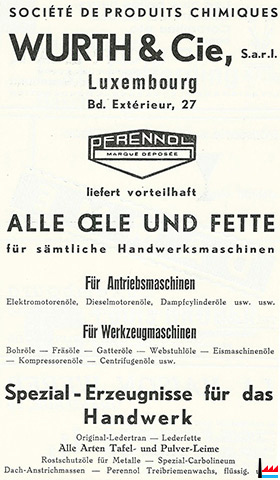 SOCIÉTÉ DE PRODUITS CHIMIQUES
WURTH & Cie, S.a r.l.
Luxembourg
Bd. Extérieur, 27
PERENNOL
MARQUE DÉPOSÉE
liefert vorteilhaft
ALLE ŒLE UND FETTE
für sämtliche Handwerksmaschinen
Für Antriebsmaschinen
Elektromotorenöle, Dieselmotorenöle, Dampfcylinderöle usw. usw.
Für Werkzeugmaschinen
Bohröle — Fräsöle — Gatteröle — Webstuhlöle — Eismaschinenöle
— Kompressorenöle — Centrifugenöle usw.
Spezial-Erzeugnisse für das
Handwerk
Original-Ledertran — Lederfette
Alle Arten Tafel- und Pulver-Leime
Rostschutzöle für Metalle — Spezial-Carbolineum
Dach-Anstrichmassen — Perennol Treibriemenwachs, flüssig,